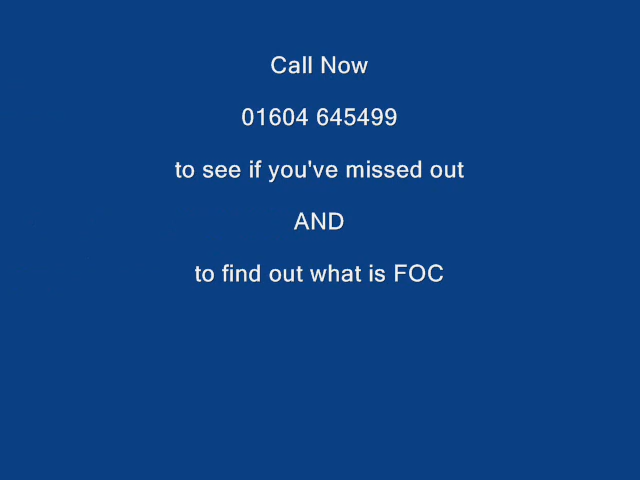 Call Now
01604 645499
to see if you've missed out
AND
to find out what is FOC